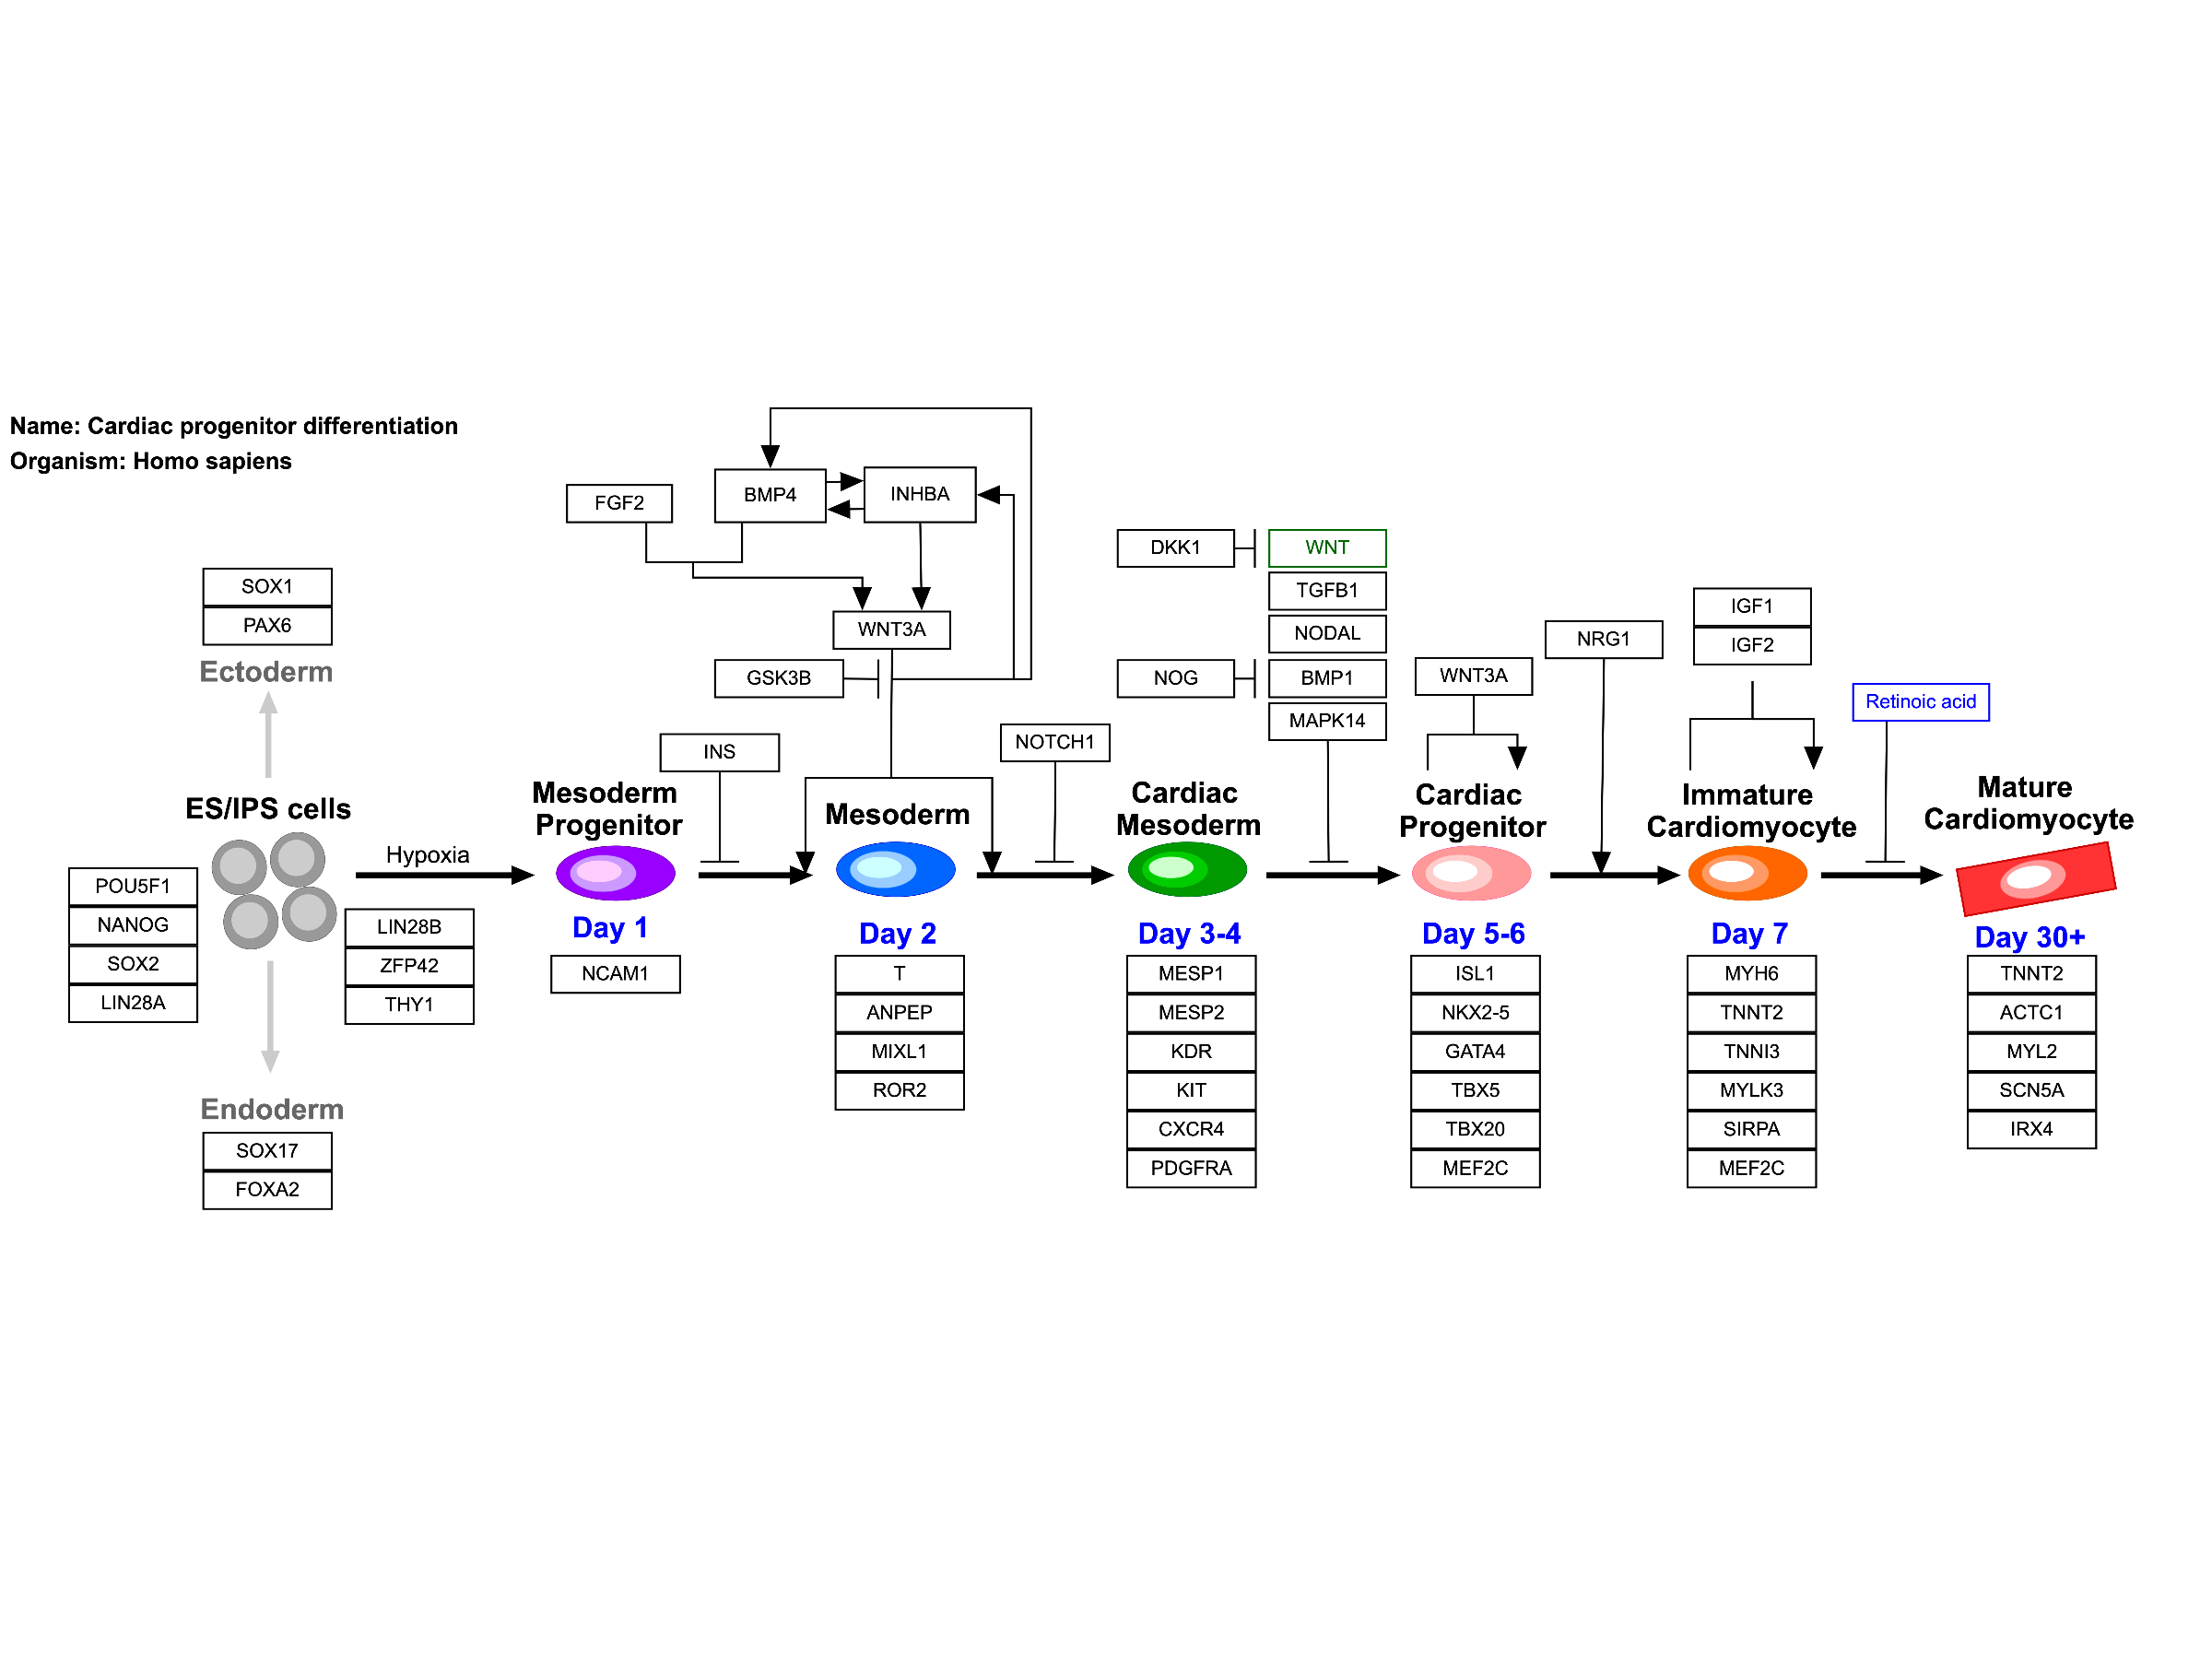 Name: Cardiac progenitor differentiation
Organism: Homo sapiens
SOX1
PAX6
Ectoderm
ES/IPS cells
POU5F1
NANOG
SOX2
LIN28A
Hypoxia
LIN28B
ZFP42
THY1
Endoderm
SOX17
FOXA2
FGF2
BMP4
INHBA
WNT3A
GSK3B
INS
Mesoderm
Progenitor
Day 1
NCAM1
Mesoderm
Day 2
T
ANPEP
MIXL1
ROR2
NOTCH1
DKK1
WNT
TGFB1
NODAL
NOG
BMP1
MAPK14
Cardiac
Mesoderm
Day 3-4
MESP1
MESP2
KDR
KIT
CXCR4
PDGFRA
WNT3A
Cardiac
Progenitor
Day 5-6
ISL1
NKX2-5
GATA4
TBX5
TBX20
MEF2C
NRG1
IGF1
IGF2
Immature
Cardiomyocyte
Day 7
MYH6
TNNT2
TNNI3
MYLK3
SIRPA
MEF2C
Retinoic acid
Mature
Cardiomyocyte
Day 30+
TNNT2
ACTC1
MYL2
SCN5A
IRX4